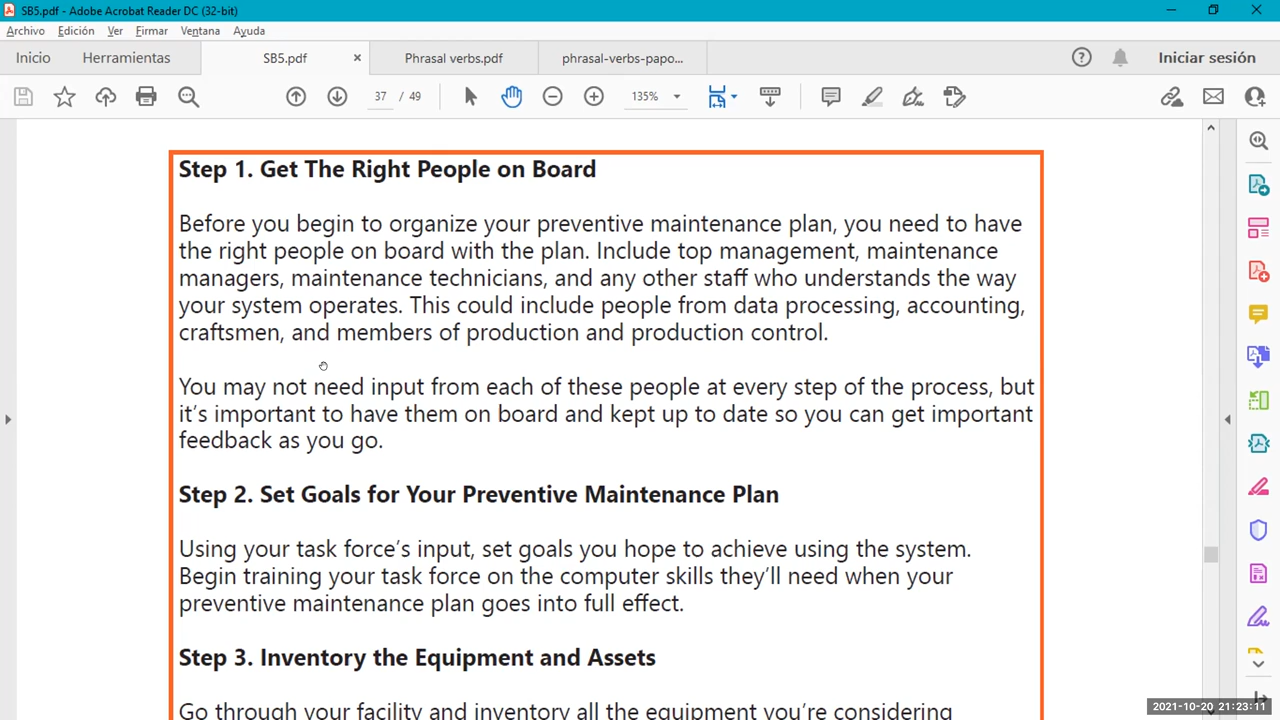 SB5.pdf - Adobe Acrobat Reader DC (32-bit)
Archivo Edición Ver Firmar Ventana Ayuda
Inicio Herramientas SB5.pdf × Phrasal verbs.pdf phrasal-verbs-papo... Iniciar sesión
37 / 49 135%
Step 1. Get The Right People on Board
Before you begin to organize your preventive maintenance plan, you need to have
the right people on board with the plan. Include top management, maintenance
managers, maintenance technicians, and any other staff who understands the way
your system operates. This could include people from data processing, accounting,
craftsmen, and members of production and production control.
You may not need input from each of these people at every step of the process, but
it's important to have them on board and kept up to date so you can get important
feedback as you go.
Step 2. Set Goals for Your Preventive Maintenance Plan
Using your task force's input, set goals you hope to achieve using the system.
Begin training your task force on the computer skills they'll need when your
preventive maintenance plan goes into full effect.
Step 3. Inventory the Equipment and Assets
Go through your facility and inventory all the equipment you're considering
2021-10-20 21:23:11